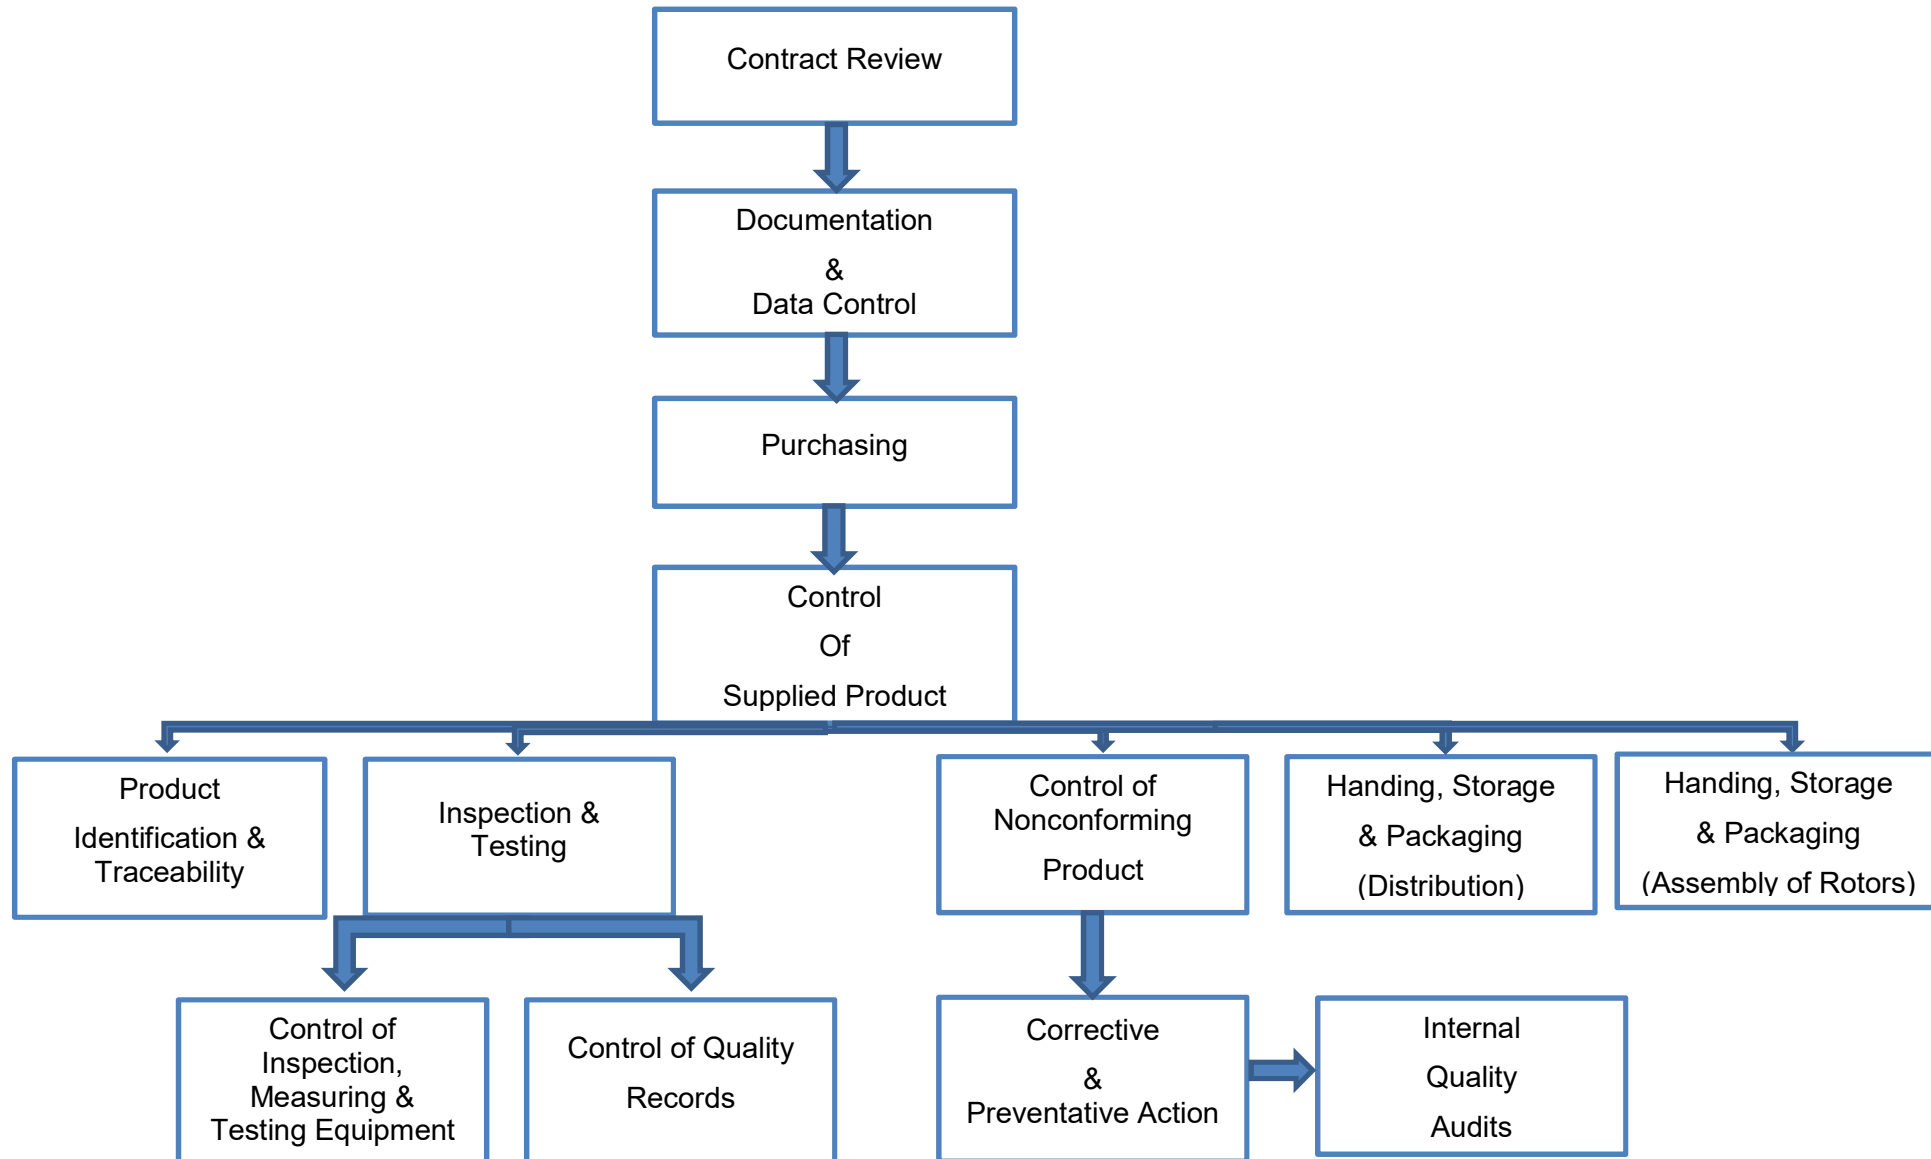 Contract Review
Documentation
&
Data Control
Purchasing
Control
Of
Supplied Product
Product
Identification &
Traceability
Inspection &
Testing
Control of
Nonconforming
Product
Handing, Storage
& Packaging
(Distribution)
Handing, Storage
& Packaging
(Assembly of Rotors)
Control of
Inspection,
Measuring &
Testing Equipment
Control of Quality
Records
Corrective
&
Preventative Action
Internal
Quality
Audits